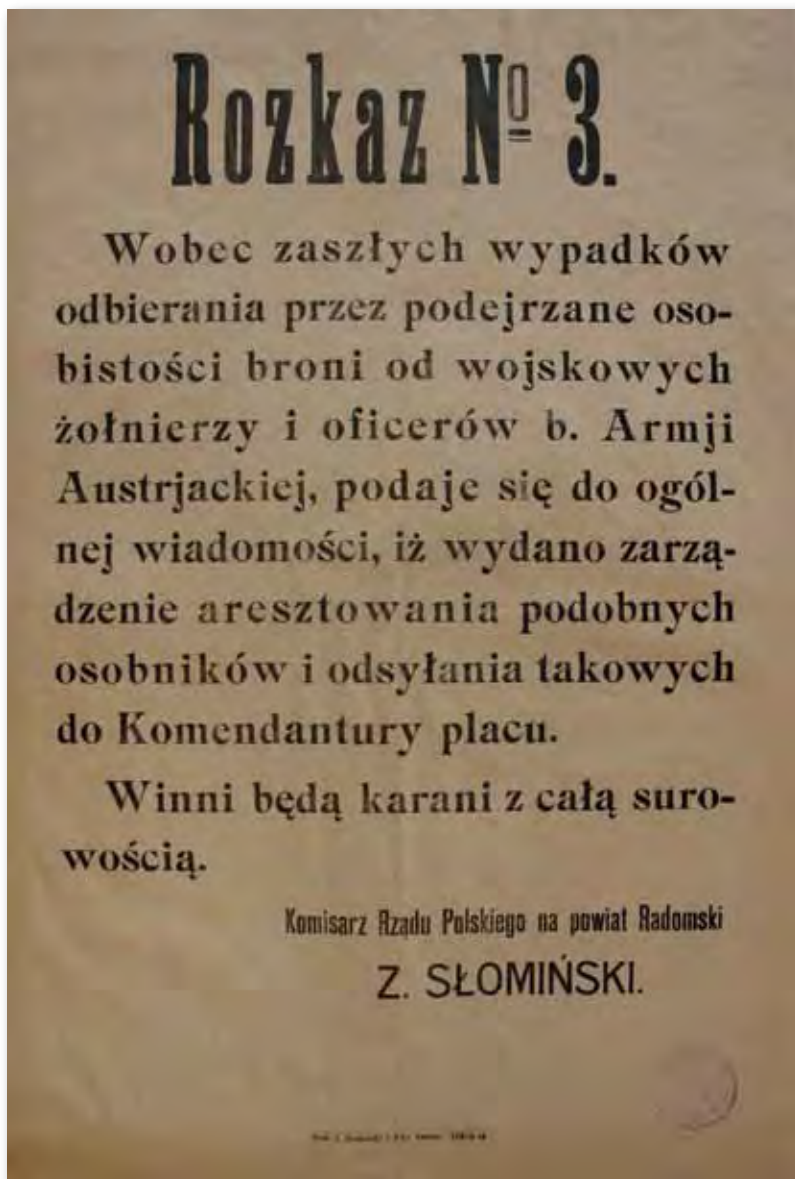 Rozkaz Nº 3.
Wobec zaszłych wypadków
odbierania przez podejrzane oso-
bistości broni od wojskowych
żołnierzy i oficerów b. Armji
Austrjackiej, podaje się do ogól-
nej wiadomości, iż wydano zarzą-
dzenie aresztowania podobnych
osobników i odsyłania takowych
do Komendantury placu.
Winni będą karani z całą suro-
wością.
Komisarz Rządu Polskiego na powiat Radomski
Z. SŁOMIŃSKI.